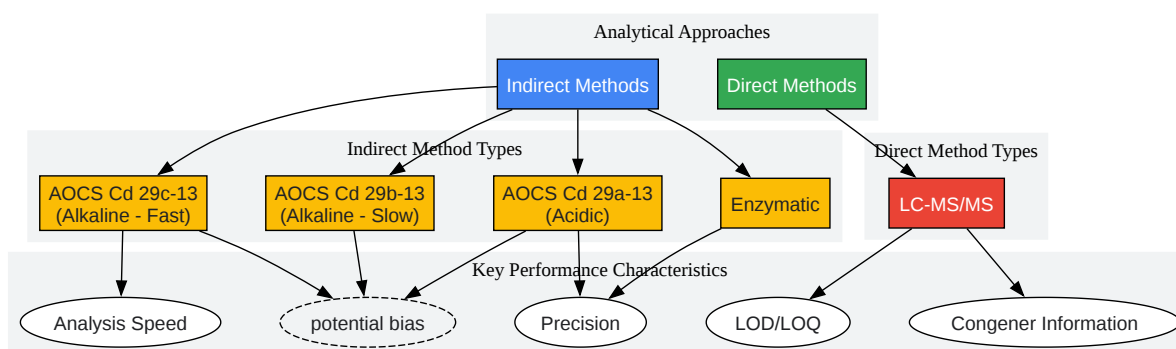 Analytical Approaches
Indirect Methods
Direct Methods
Indirect Method Types
Direct Method Types
AOCS Cd 29c-13
(Alkaline - Fast)
AOCS Cd 29b-13
(Alkaline - Slow)
AOCS Cd 29a-13
(Acidic)
Enzymatic
LC-MS/MS
Key Performance Characteristics
Analysis Speed
potential bias
Precision
LOD/LOQ
Congener Information